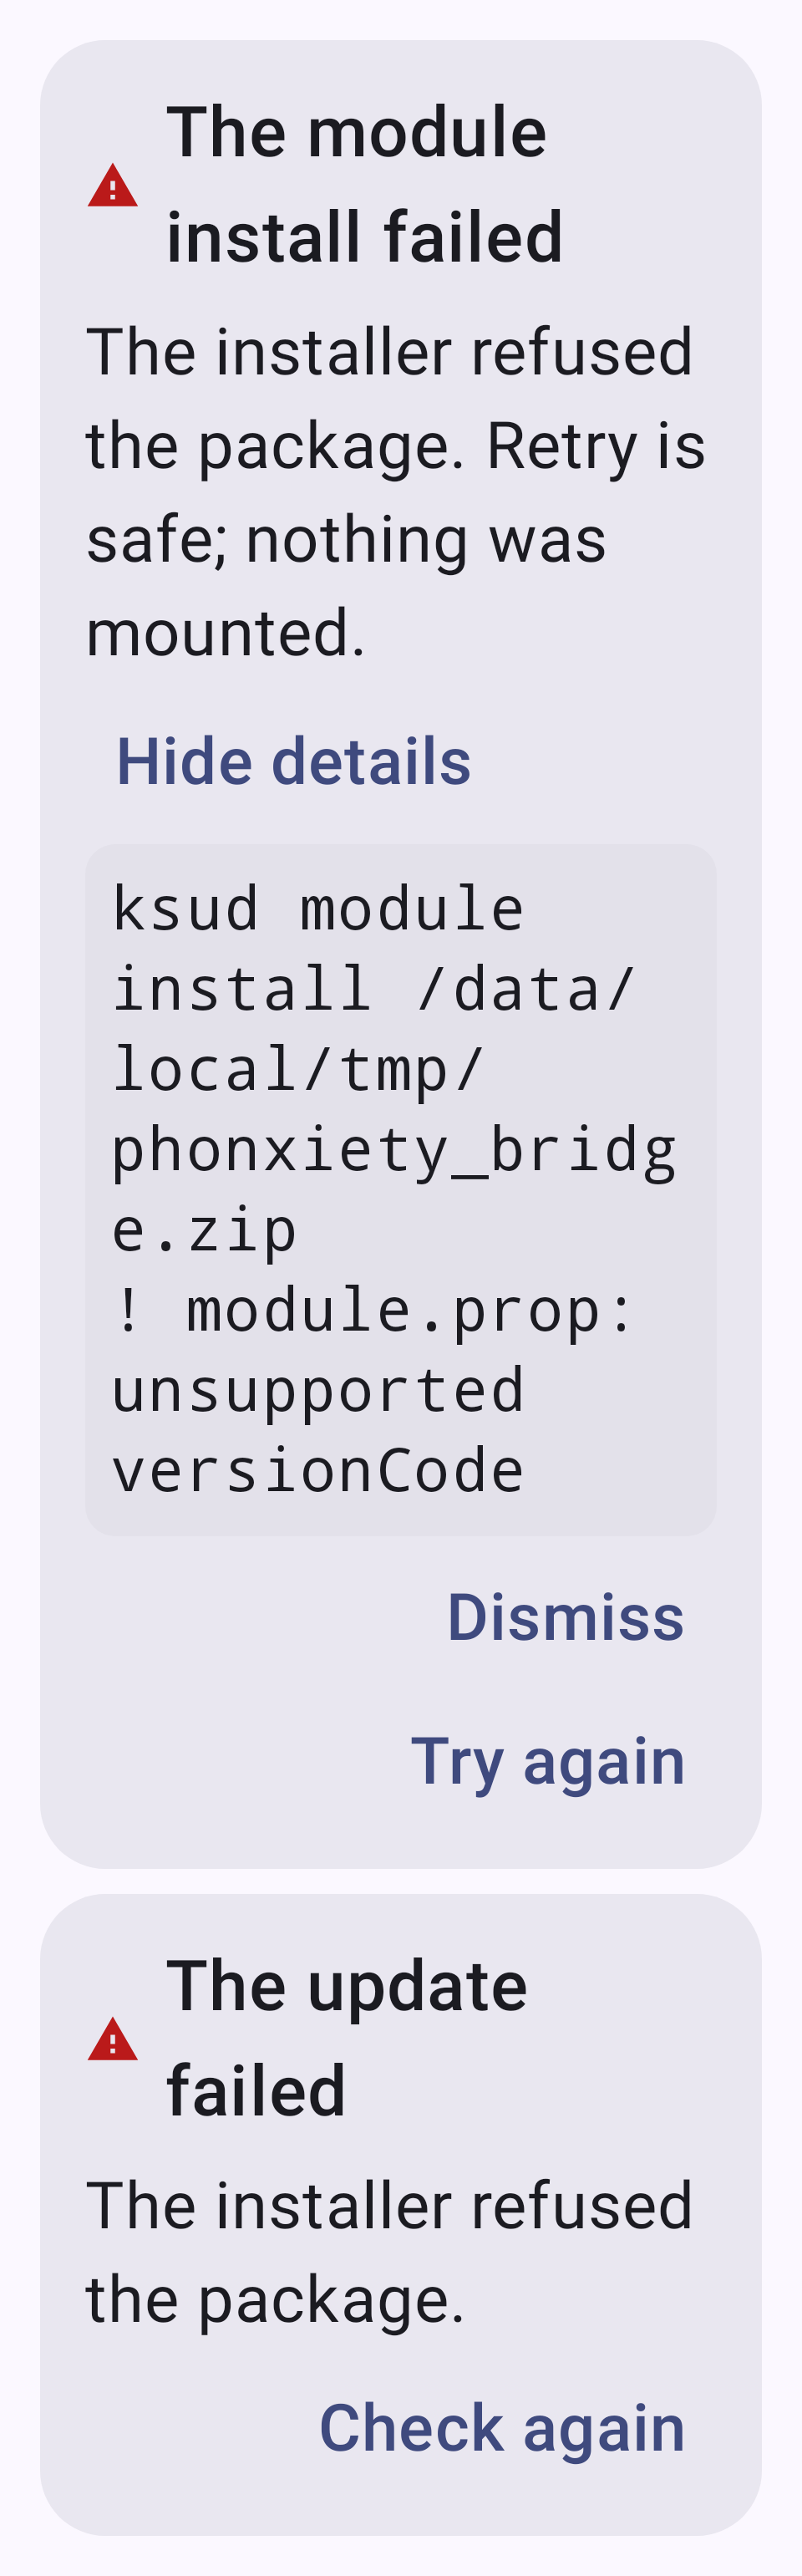 The module
install failed
The installer refused
the package. Retry is
safe; nothing was
mounted.
Hide details
ksud module
install /data/
local/tmp/
phonxiety_bridg
e.zip
! module.prop:
unsupported
versionCode
Dismiss
Try again
The update
failed
The installer refused
the package.
Check again